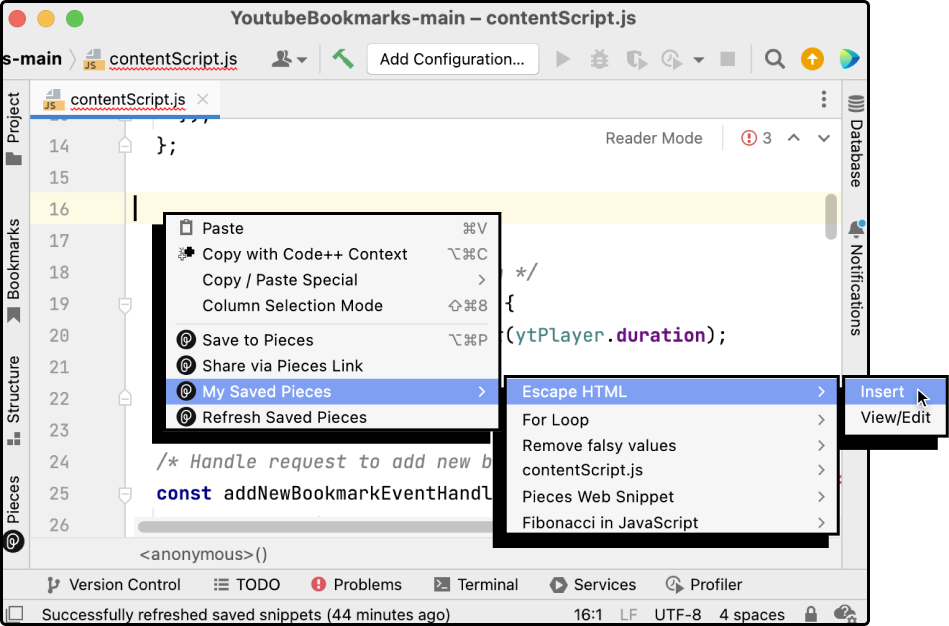 YoutubeBookmarks-main – contentScript.js
s-main contentScript.js Add Configuration...
contentScript.js
Project
Bookmarks
Structure
Pieces
Database
Notifications
Reader Mode 3
14 };
15
16
17
18 */
19 {
20 (ytPlayer.duration);
21
22
23
24 /* Handle request to add new b
25 const addNewBookmarkEventHandl
26
Paste ⌘V
Copy with Code++ Context ⌥⌘C
Copy / Paste Special
Column Selection Mode ⇧⌘8
Save to Pieces ⌥⌘P
Share via Pieces Link
My Saved Pieces
Refresh Saved Pieces
Escape HTML
For Loop
Remove falsy values
contentScript.js
Pieces Web Snippet
Fibonacci in JavaScript
Insert
View/Edit
<anonymous>()
Version Control TODO Problems Terminal Services Profiler
Successfully refreshed saved snippets (44 minutes ago) 16:1 LF UTF-8 4 spaces